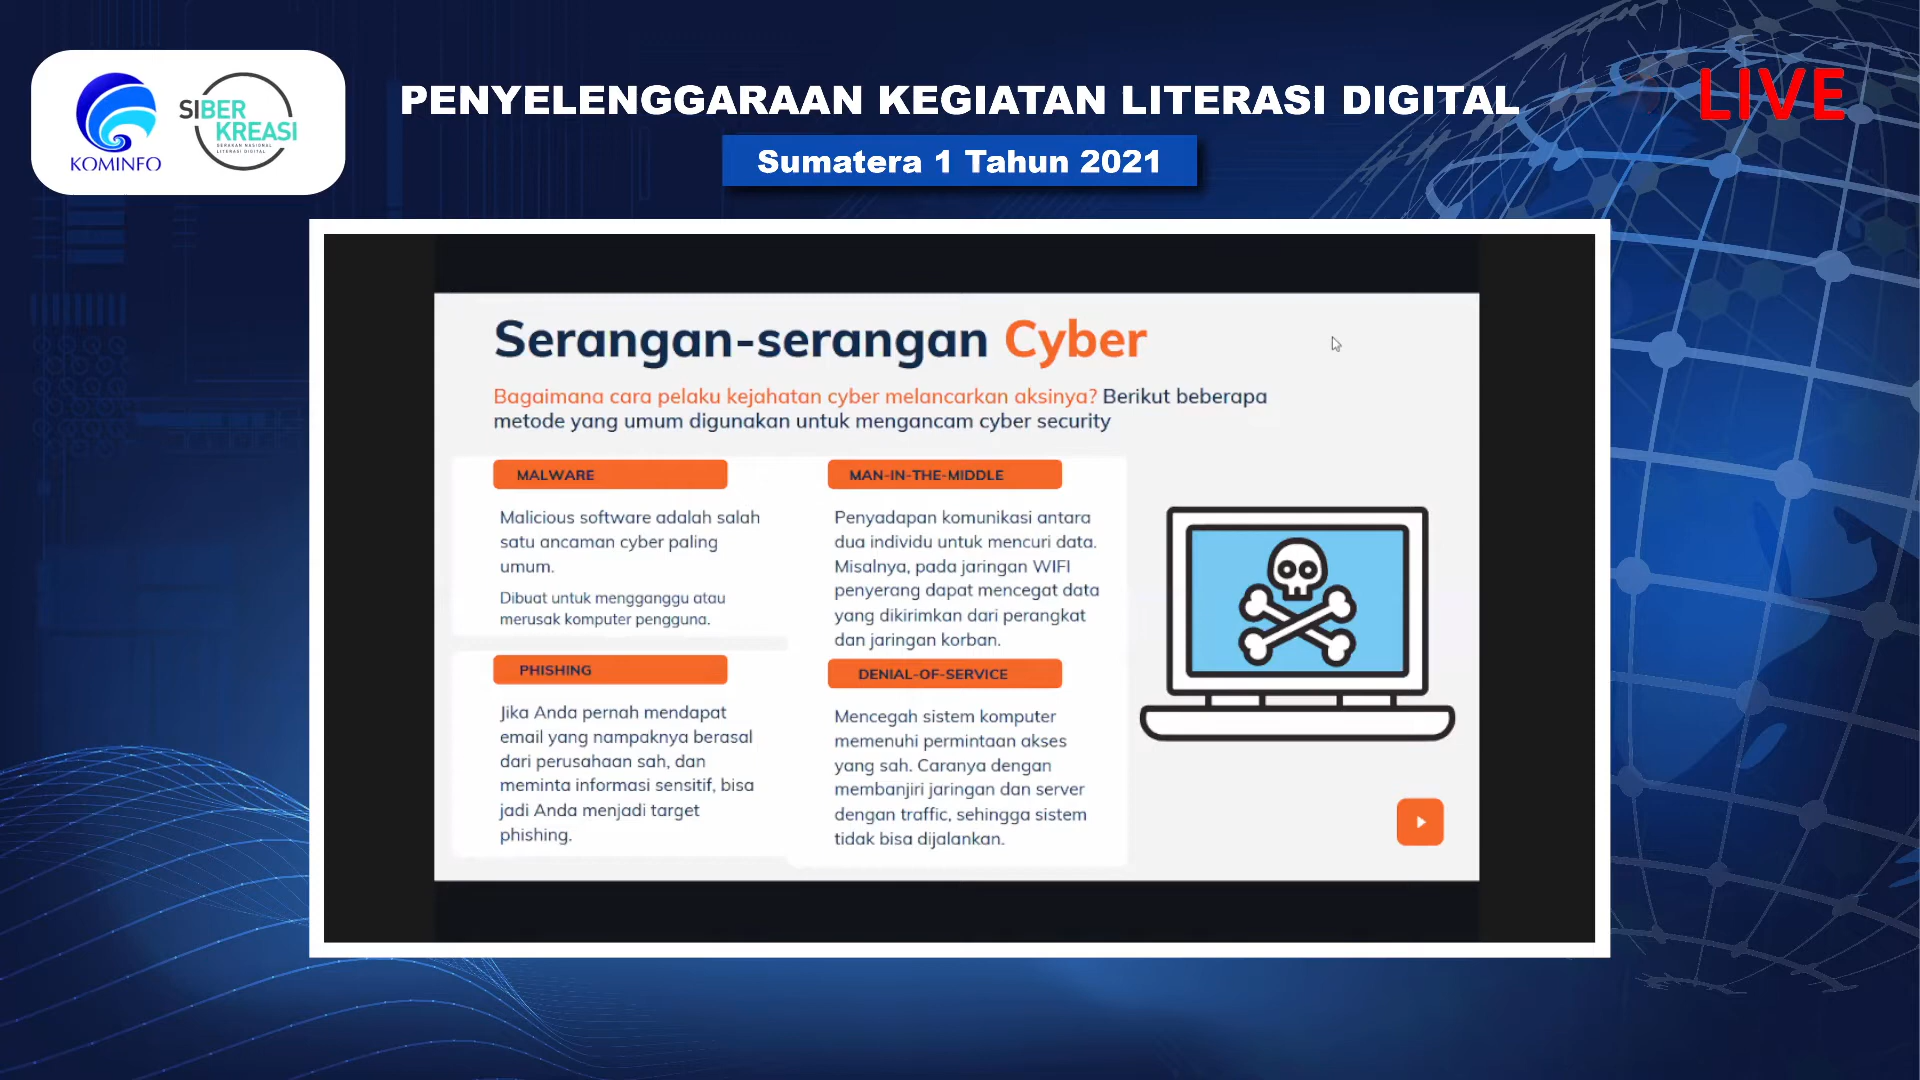 KOMINFO
SIBER
KREASI
GERAKAN NASIONAL
LITERASI DIGITAL
PENYELENGGARAAN KEGIATAN LITERASI DIGITAL
Sumatera 1 Tahun 2021
LIVE
Serangan-serangan Cyber
Bagaimana cara pelaku kejahatan cyber melancarkan aksinya? Berikut beberapa
metode yang umum digunakan untuk mengancam cyber security
MALWARE
Malicious software adalah salah
satu ancaman cyber paling
umum.
Dibuat untuk mengganggu atau
merusak komputer pengguna.
PHISHING
Jika Anda pernah mendapat
email yang nampaknya berasal
dari perusahaan sah, dan
meminta informasi sensitif, bisa
jadi Anda menjadi target
phishing.
MAN-IN-THE-MIDDLE
Penyadapan komunikasi antara
dua individu untuk mencuri data.
Misalnya, pada jaringan WIFI
penyerang dapat mencegat data
yang dikirimkan dari perangkat
dan jaringan korban.
DENIAL-OF-SERVICE
Mencegah sistem komputer
memenuhi permintaan akses
yang sah. Caranya dengan
membanjiri jaringan dan server
dengan traffic, sehingga sistem
tidak bisa dijalankan.